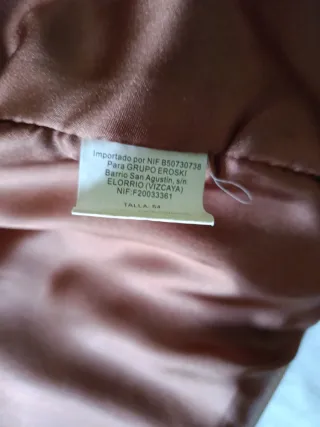 Importado por NIF B50730738
Para GRUPO EROSKI
Barrio San Agustin, s/n
ELORRIO (VIZCAYA)
NIF:F20033361
TALLA: 54